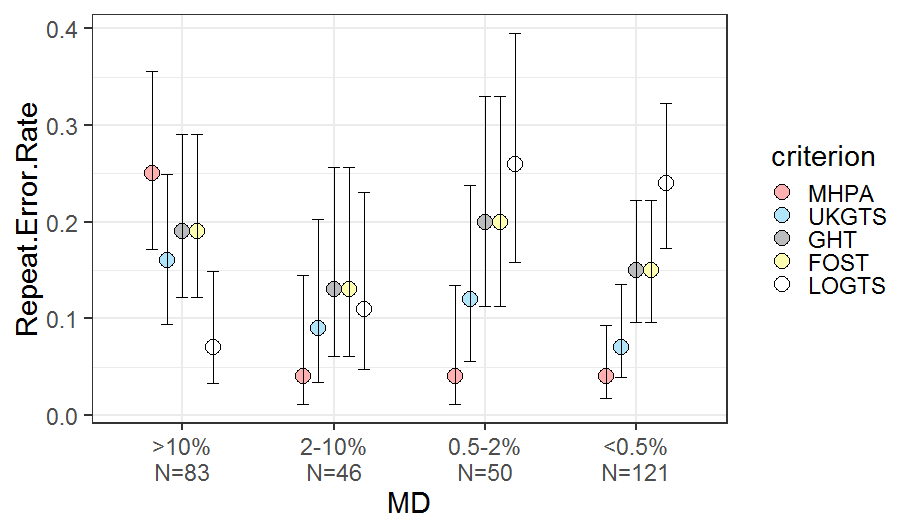 0.4
0.3
0.2
0.1
0.0
Repeat.Error.Rate
>10%
N=83
2-10%
N=46
0.5-2%
N=50
<0.5%
N=121
MD
criterion
MHPA
UKGTS
GHT
FOST
LOGTS